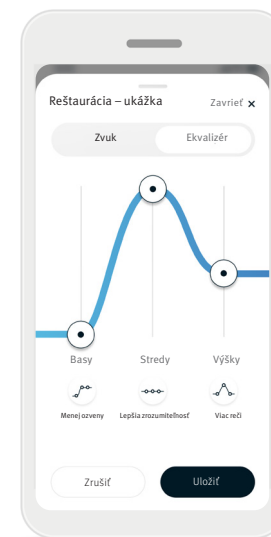 Reštaurácia – ukážka
Zavrieť ×
Zvuk
Ekvalizér
Basy
Stredy
Výšky
Menej ozveny
Lepšia zrozumiteľnosť
Viac reči
Zrušiť
Uložiť